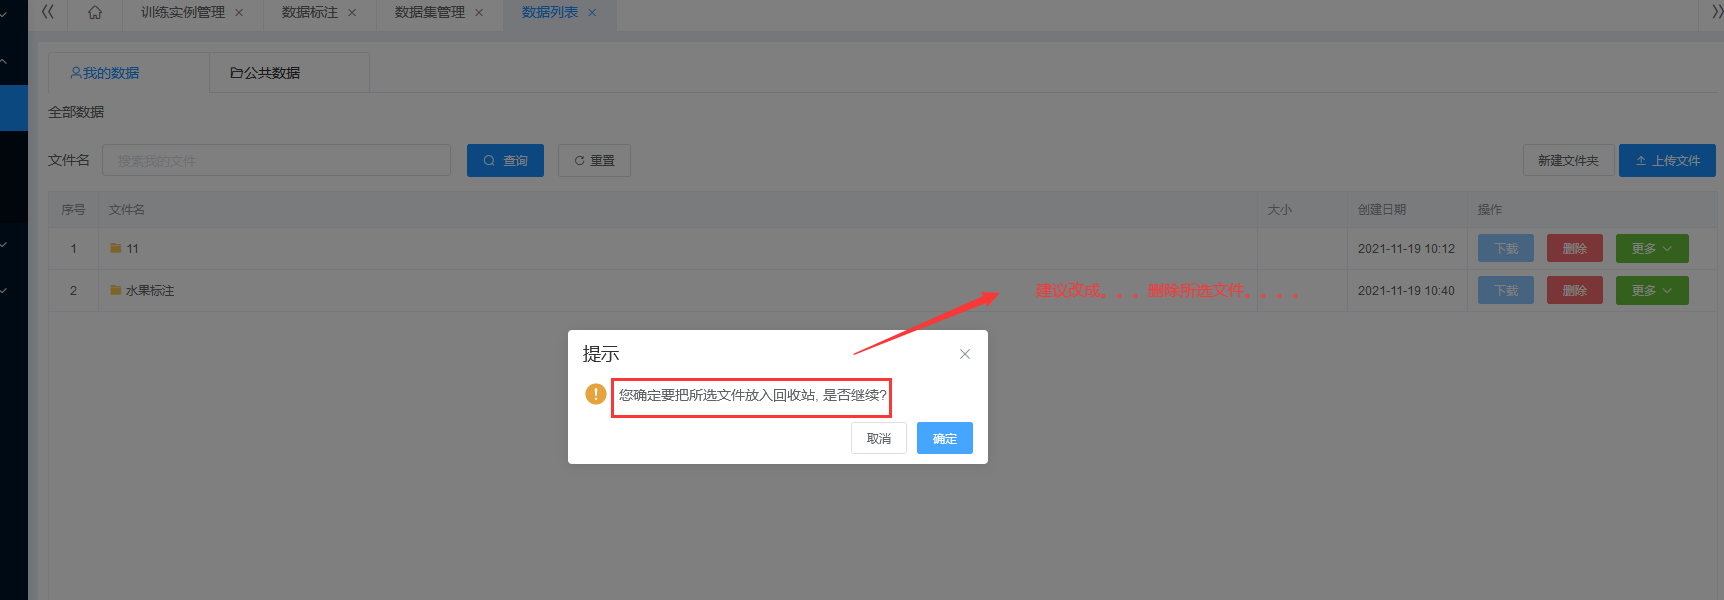 训练实例管理 数据标注 数据集管理 数据列表
我的数据 公共数据
全部数据
文件名 搜索我的文件 查询 重置 新建文件夹 上传文件
序号 文件名 大小 创建日期 操作
1 11 2021-11-19 10:12 下载 删除 更多
2 水果标注 2021-11-19 10:40 下载 删除 更多
建议改成。。。删除所选文件。。。。
提示
您确定要把所选文件放入回收站, 是否继续?
取消 确定